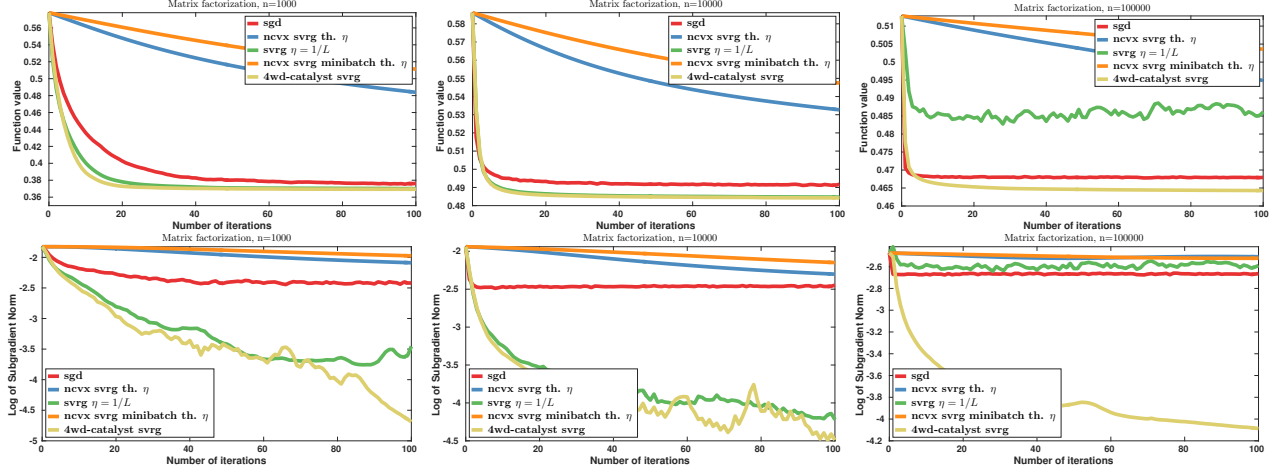 Matrix factorization, n=1000
Function value
0.56
0.54
0.52
0.5
0.48
0.46
0.44
0.42
0.4
0.38
0.36
0
20
40
60
80
100
Number of iterations
sgd
ncvx svrg th. η
svrg η = 1/L
ncvx svrg minibatch th. η
4wd-catalyst svrg
Matrix factorization, n=10000
Function value
0.58
0.57
0.56
0.55
0.54
0.53
0.52
0.51
0.5
0.49
0.48
0
20
40
60
80
100
Number of iterations
sgd
ncvx svrg th. η
svrg η = 1/L
ncvx svrg minibatch th. η
4wd-catalyst svrg
Matrix factorization, n=100000
Function value
0.51
0.505
0.5
0.495
0.49
0.485
0.48
0.475
0.47
0.465
0.46
0
20
40
60
80
100
Number of iterations
sgd
ncvx svrg th. η
svrg η = 1/L
ncvx svrg minibatch th. η
4wd-catalyst svrg
Matrix factorization, n=1000
Log of Subgradient Norm
-2
-2.5
-3
-3.5
-4
-4.5
-5
0
20
40
60
80
100
Number of iterations
sgd
ncvx svrg th. η
svrg η = 1/L
ncvx svrg minibatch th. η
4wd-catalyst svrg
Matrix factorization, n=10000
Log of Subgradient Norm
-2
-2.5
-3
-3.5
-4
-4.5
0
20
40
60
80
100
Number of iterations
sgd
ncvx svrg th. η
svrg η = 1/L
ncvx svrg minibatch th. η
4wd-catalyst svrg
Matrix factorization, n=100000
Log of Subgradient Norm
-2.6
-2.8
-3
-3.2
-3.4
-3.6
-3.8
-4
-4.2
0
20
40
60
80
100
Number of iterations
sgd
ncvx svrg th. η
svrg η = 1/L
ncvx svrg minibatch th. η
4wd-catalyst svrg